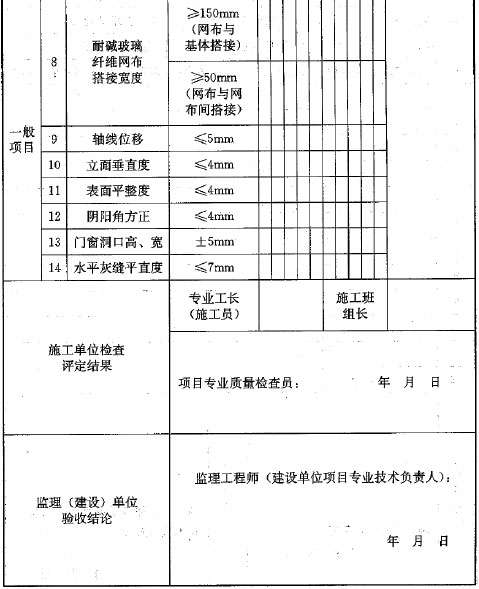 一般
项目
8
耐碱玻璃
纤维网布
搭接宽度
≥150mm
(网布与
基体搭接)
≥50mm
(网布与网
布间搭接)
9 轴线位移 ≤5mm
10 立面垂直度 ≤4mm
11 表面平整度 ≤4mm
12 阴阳角方正 ≤4mm
13 门窗洞口高、宽 ±5mm
14 水平灰缝平直度 ≤7mm
施工单位检查
评定结果
专业工长
(施工员)
施工班
组长
项目专业质量检查员: 年 月 日
监理(建设)单位
验收结论
监理工程师(建设单位项目专业技术负责人):
年 月 日